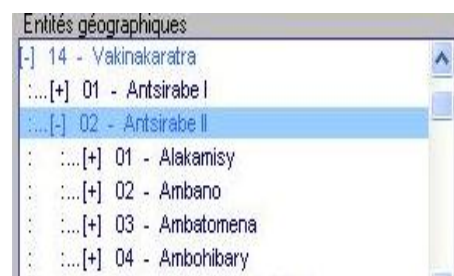 Entités géographiques
[-] 14 - Vakinakaratra
:...[+] 01 - Antsirabe I
:...[-] 02 - Antsirabe II
: :...[+] 01 - Alakamisy
: :...[+] 02 - Ambano
: :...[+] 03 - Ambatomena
: :...[+] 04 - Ambohibary